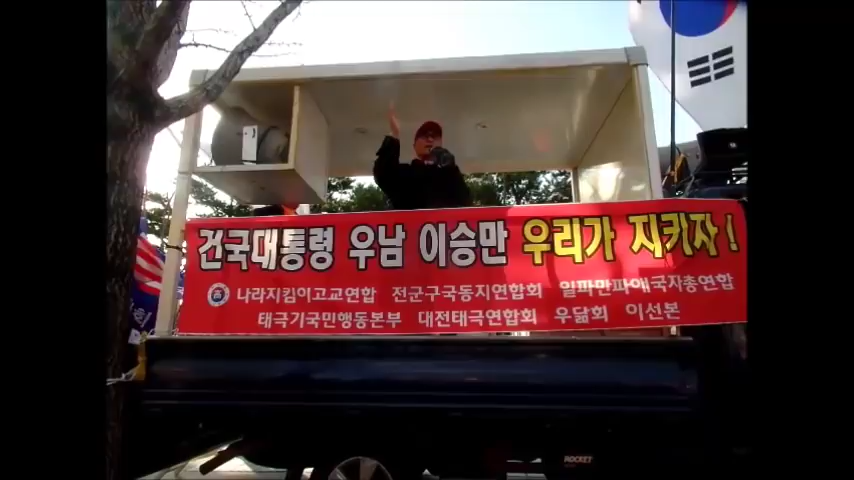 건국대통령 우남 이승만 우리가 지키자!
나라지킴이고교연합 전군구국동지연합회 일파만파애국자총연합
태극기국민행동본부 대전태극연합회 우닮회 이선본
ROCKET